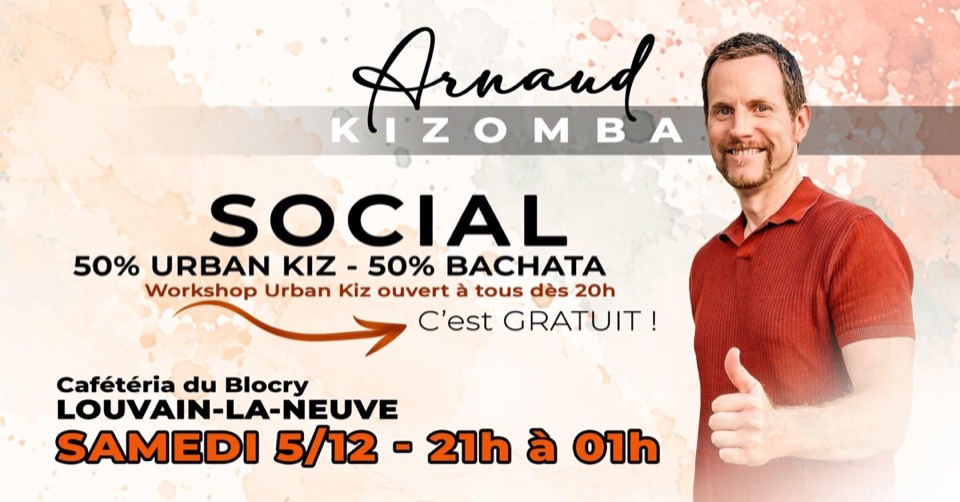 Arnaud
KIZOMBA
SOCIAL
50% URBAN KIZ - 50% BACHATA
Workshop Urban Kiz ouvert à tous dès 20h
C'est GRATUIT !
Cafétéria du Blocry
LOUVAIN-LA-NEUVE
SAMEDI 5/12 - 21h à 01h